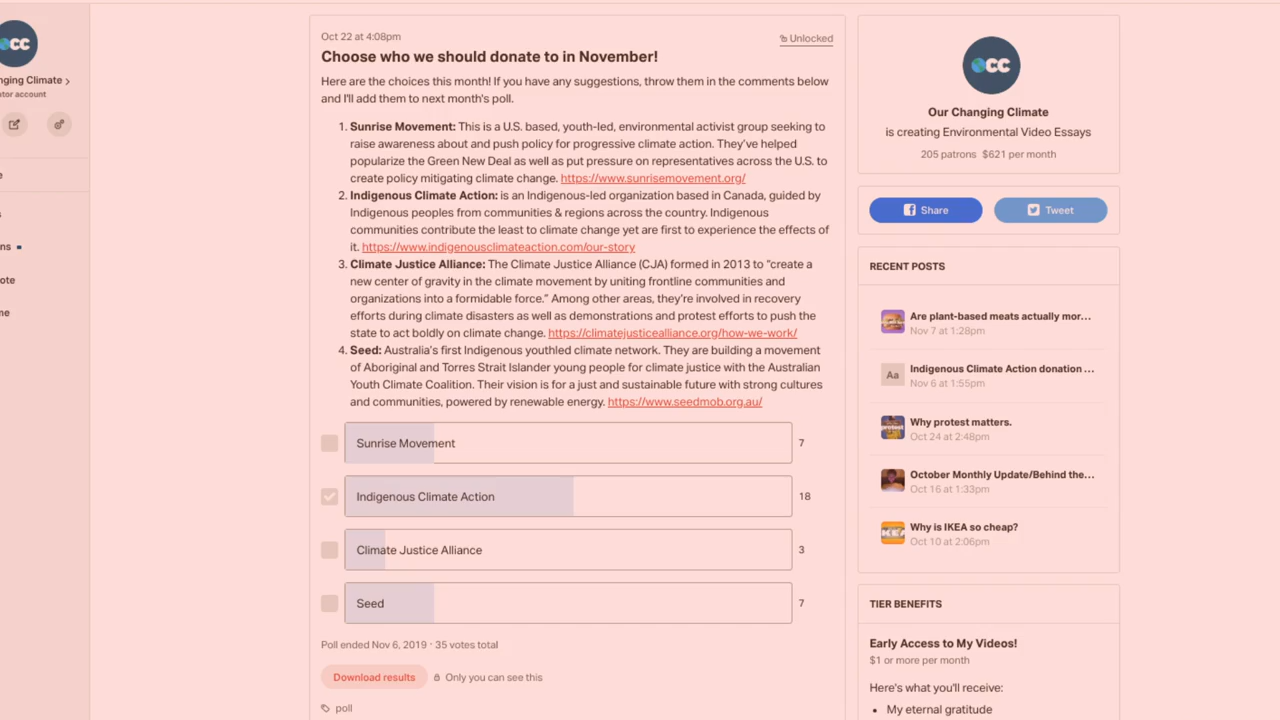 CC
nging Climate >
tor account
e
s
ns
ote
me
Oct 22 at 4:08pm
Unlocked
Choose who we should donate to in November!
Here are the choices this month! If you have any suggestions, throw them in the comments below
and I'll add them to next month's poll.
1. Sunrise Movement: This is a U.S. based, youth-led, environmental activist group seeking to
raise awareness about and push policy for progressive climate action. They've helped
popularize the Green New Deal as well as put pressure on representatives across the U.S. to
create policy mitigating climate change. https://www.sunrisemovement.org/
2. Indigenous Climate Action: is an Indigenous-led organization based in Canada, guided by
Indigenous peoples from communities & regions across the country. Indigenous
communities contribute the least to climate change yet are first to experience the effects of
it. https://www.indigenousclimateaction.com/our-story
3. Climate Justice Alliance: The Climate Justice Alliance (CJA) formed in 2013 to "create a
new center of gravity in the climate movement by uniting frontline communities and
organizations into a formidable force." Among other areas, they're involved in recovery
efforts during climate disasters as well as demonstrations and protest efforts to push the
state to act boldly on climate change. https://climatejusticealliance.org/how-we-work/
4. Seed: Australia's first Indigenous youthled climate network. They are building a movement
of Aboriginal and Torres Strait Islander young people for climate justice with the Australian
Youth Climate Coalition. Their vision is for a just and sustainable future with strong cultures
and communities, powered by renewable energy. https://www.seedmob.org.au/
Sunrise Movement 7
Indigenous Climate Action 18
Climate Justice Alliance 3
Seed 7
Poll ended Nov 6, 2019 · 35 votes total
Download results Only you can see this
poll
CC
Our Changing Climate
is creating Environmental Video Essays
205 patrons $621 per month
Share Tweet
RECENT POSTS
Are plant-based meats actually mor...
Nov 7 at 1:28pm
Aa
Indigenous Climate Action donation ...
Nov 6 at 1:55pm
Why protest matters.
Oct 24 at 2:48pm
October Monthly Update/Behind the...
Oct 16 at 1:33pm
Why is IKEA so cheap?
Oct 10 at 2:06pm
TIER BENEFITS
Early Access to My Videos!
$1 or more per month
Here's what you'll receive:
• My eternal gratitude